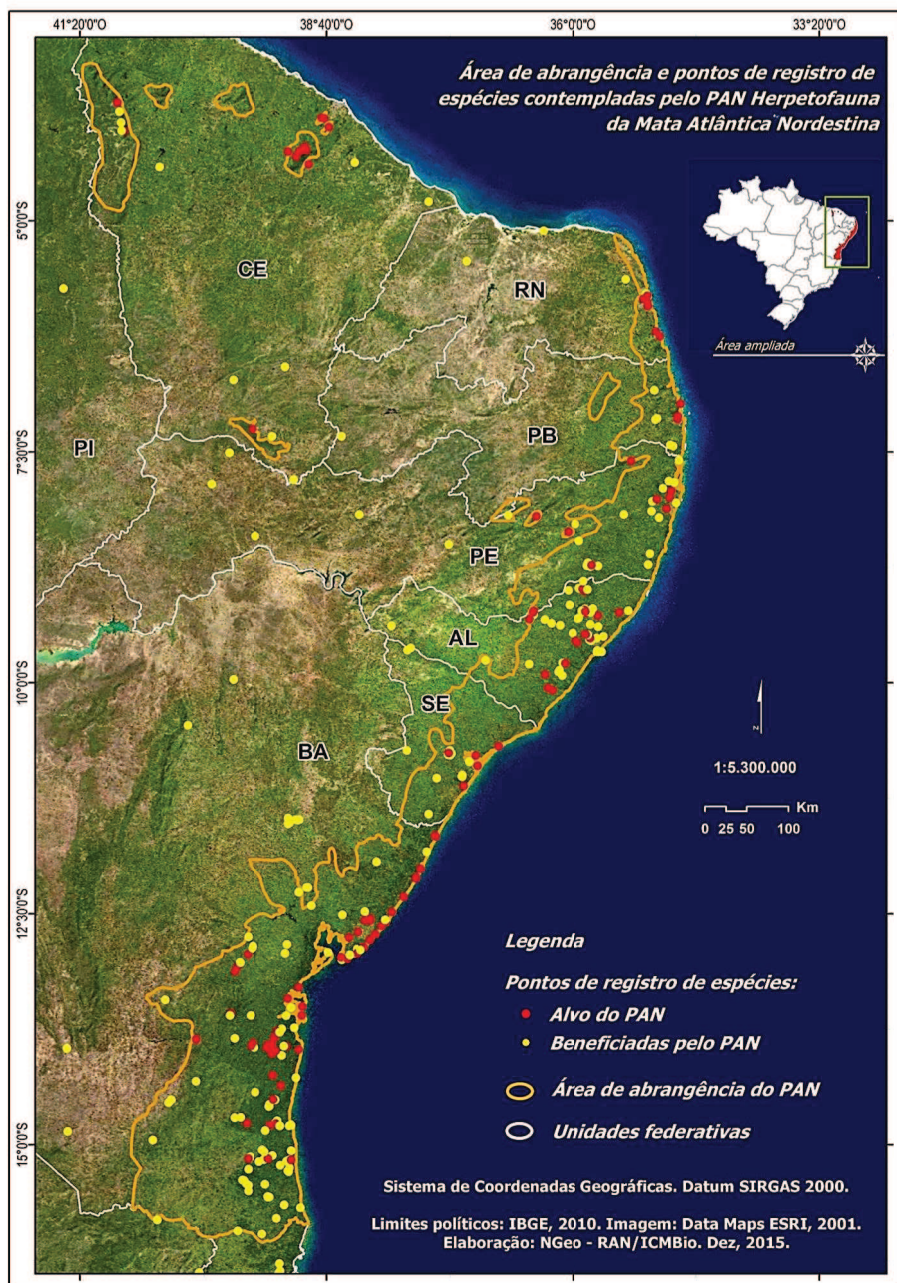 41°20'0"O
38°40'0"O
36°0'0"O
33°20'0"O
Área de abrangência e pontos de registro de
espécies contempladas pelo PAN Herpetofauna
da Mata Atlântica Nordestina
5°0'0"S
CE
RN
Área ampliada
PI
PB
7°30'0"S
PE
AL
10°0'0"S
SE
BA
N
1:5.300.000
Km
0 25 50 100
12°30'0"S
Legenda
Pontos de registro de espécies:
Alvo do PAN
Beneficiadas pelo PAN
Área de abrangência do PAN
Unidades federativas
15°0'0"S
Sistema de Coordenadas Geográficas. Datum SIRGAS 2000.
Limites políticos: IBGE, 2010. Imagem: Data Maps ESRI, 2001.
Elaboração: NGeo - RAN/ICMBio. Dez, 2015.